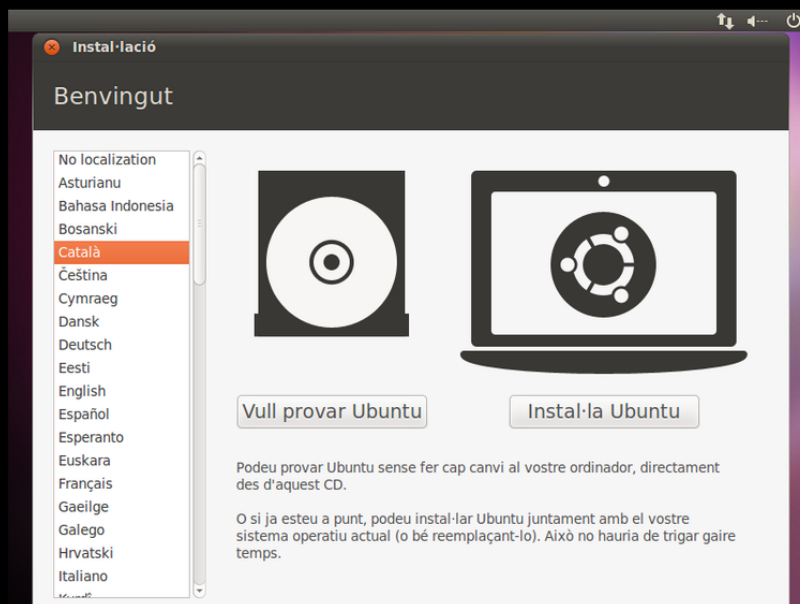 Instal·lació
Benvingut
No localization
Asturianu
Bahasa Indonesia
Bosanski
Català
Čeština
Cymraeg
Dansk
Deutsch
Eesti
English
Español
Esperanto
Euskara
Français
Gaeilge
Galego
Hrvatski
Italiano
Vull provar Ubuntu
Instal·la Ubuntu
Podeu provar Ubuntu sense fer cap canvi al vostre ordinador, directament
des d'aquest CD.
O si ja esteu a punt, podeu instal·lar Ubuntu juntament amb el vostre
sistema operatiu actual (o bé reemplaçant-lo). Això no hauria de trigar gaire
temps.